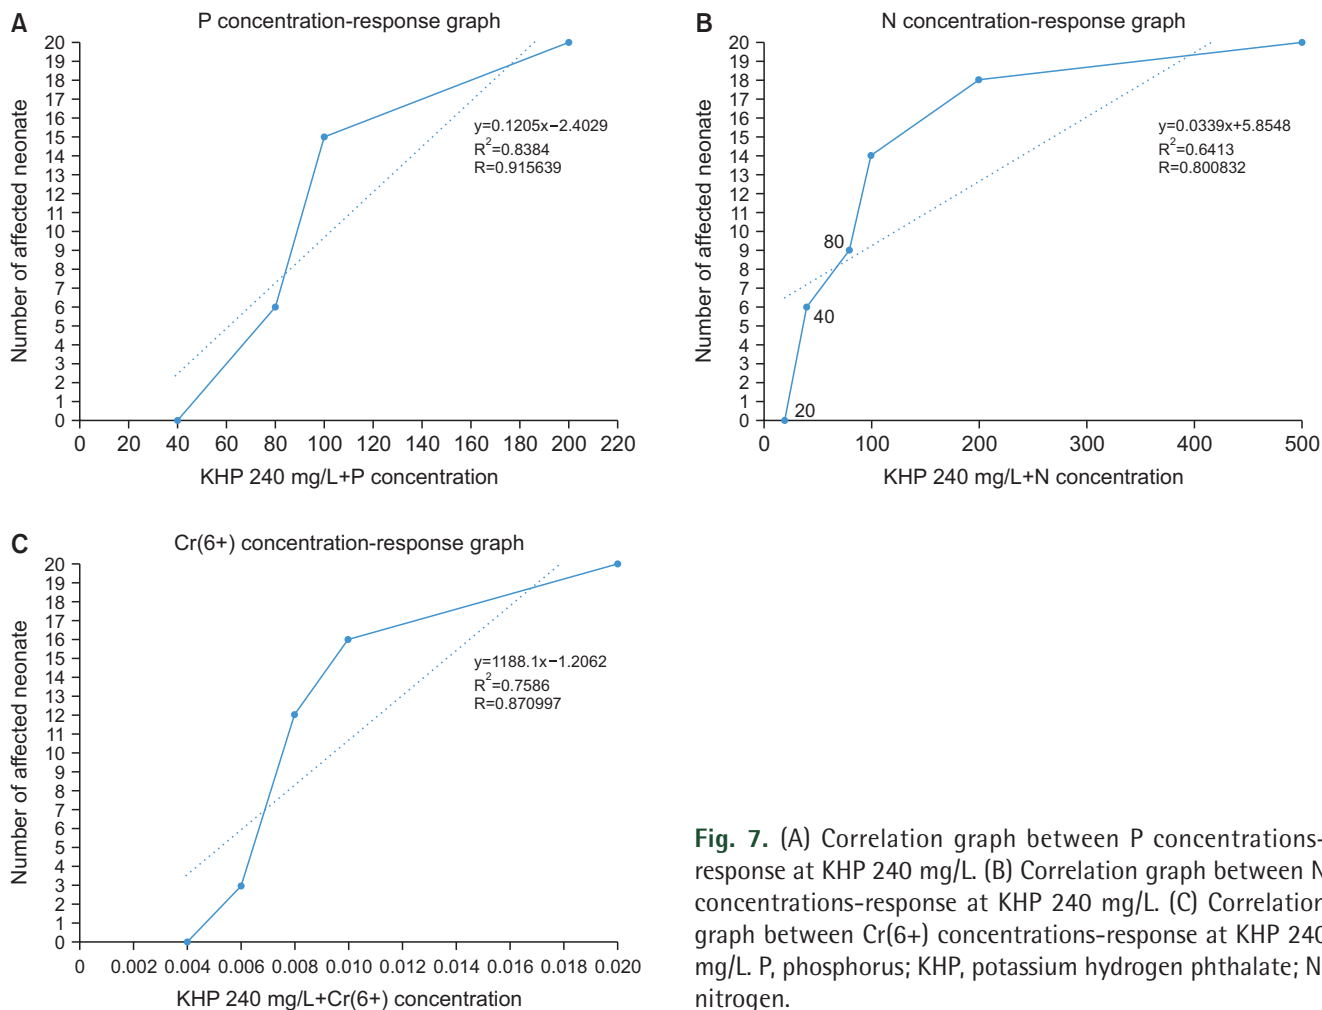 A
P concentration-response graph
Number of affected neonate
20
19
18
17
16
15
14
13
12
11
10
9
8
7
6
5
4
3
2
1
0
y=0.1205x−2.4029
R²=0.8384
R=0.915639
0 20 40 60 80 100 120 140 160 180 200 220
KHP 240 mg/L+P concentration
B
N concentration-response graph
Number of affected neonate
20
19
18
17
16
15
14
13
12
11
10
9
8
7
6
5
4
3
2
1
0
y=0.0339x+5.8548
R²=0.6413
R=0.800832
80
40
20
0 100 200 300 400 500
KHP 240 mg/L+N concentration
C
Cr(6+) concentration-response graph
Number of affected neonate
20
19
18
17
16
15
14
13
12
11
10
9
8
7
6
5
4
3
2
1
0
y=1188.1x−1.2062
R²=0.7586
R=0.870997
0 0.002 0.004 0.006 0.008 0.010 0.012 0.014 0.016 0.018 0.020
KHP 240 mg/L+Cr(6+) concentration
Fig. 7. (A) Correlation graph between P concentrations-
response at KHP 240 mg/L. (B) Correlation graph between N
concentrations-response at KHP 240 mg/L. (C) Correlation
graph between Cr(6+) concentrations-response at KHP 240
mg/L. P, phosphorus; KHP, potassium hydrogen phthalate; N,
nitrogen.